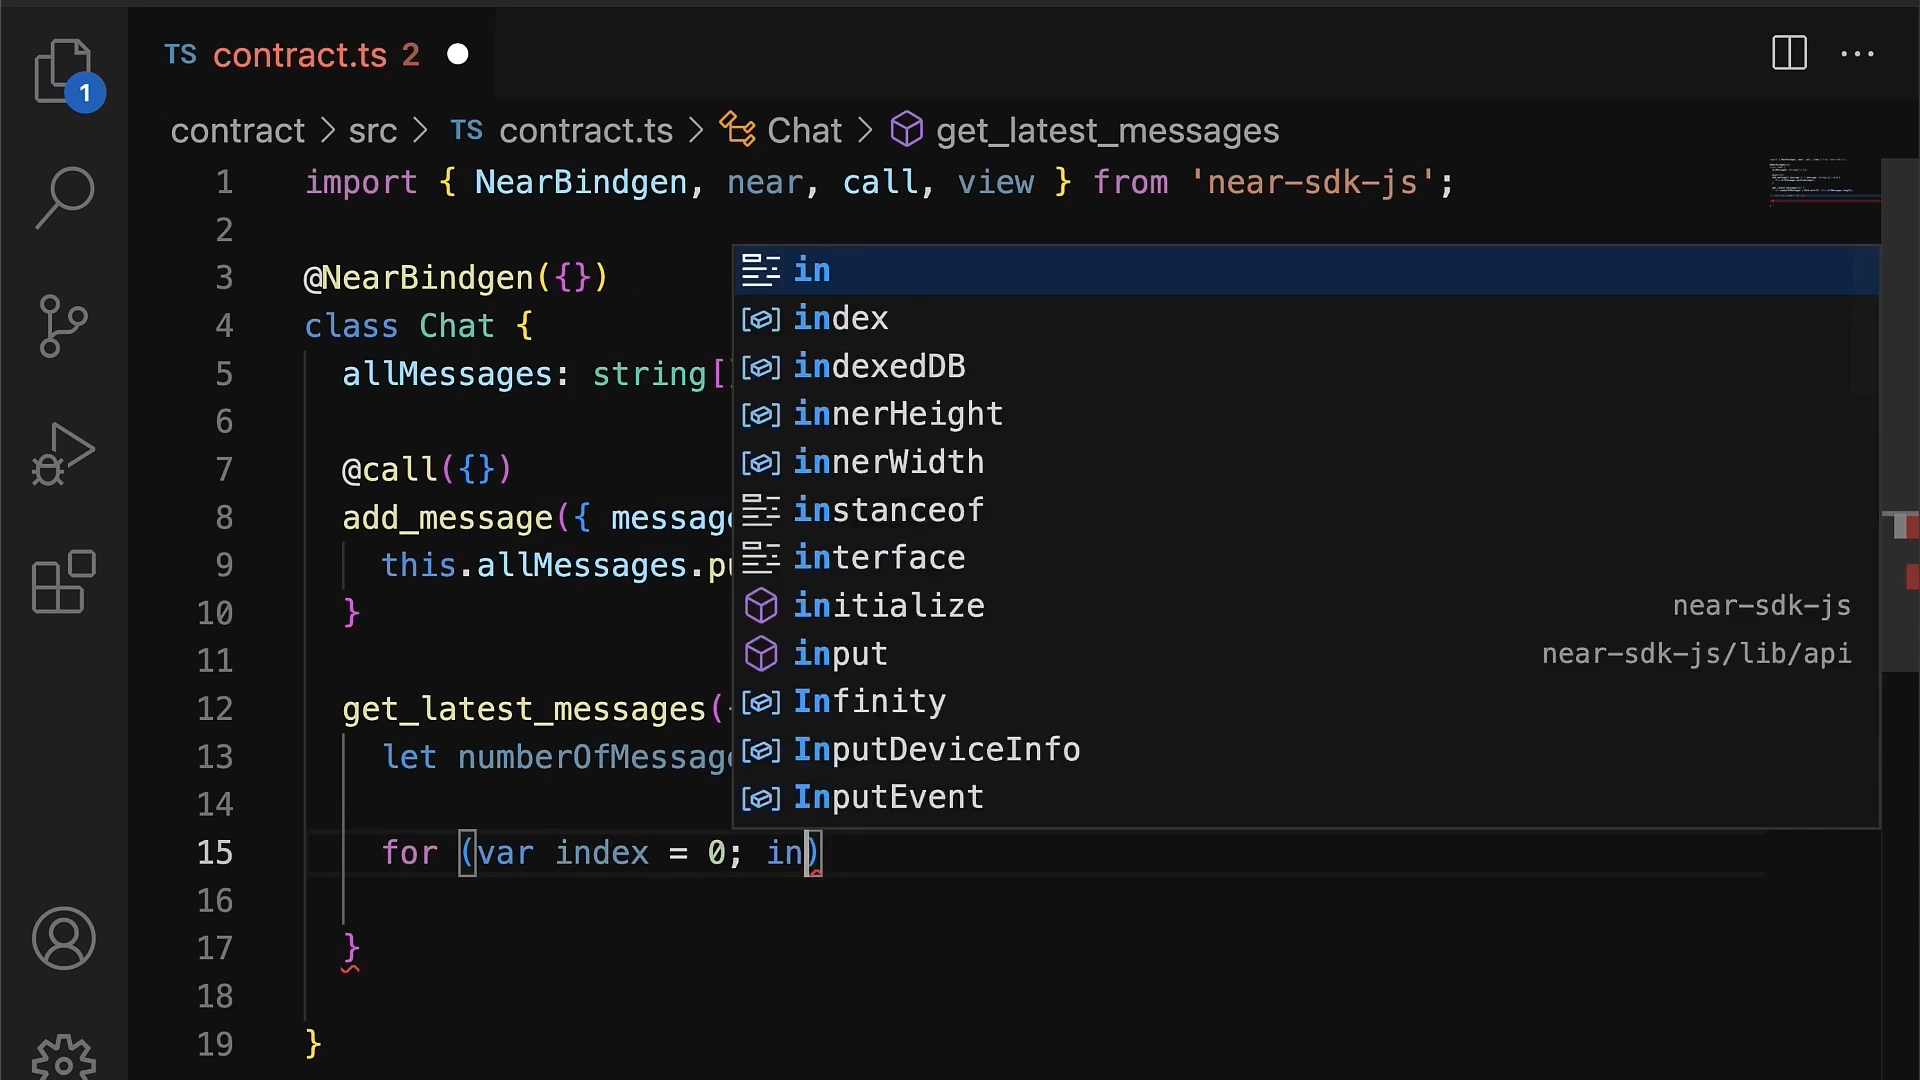 TS contract.ts 2
1
contract > src > TS contract.ts > Chat > get_latest_messages
1 import { NearBindgen, near, call, view } from 'near-sdk-js';
2
3 @NearBindgen({})
4 class Chat {
5 allMessages: string[]
6
7 @call({})
8 add_message({ message
9 this.allMessages.pu
10 }
11
12 get_latest_messages(
13 let numberOfMessage
14
15 for (var index = 0; in)
16
17 }
18
19 }
in
index
indexedDB
innerHeight
innerWidth
instanceof
interface
initialize near-sdk-js
input near-sdk-js/lib/api
Infinity
InputDeviceInfo
InputEvent